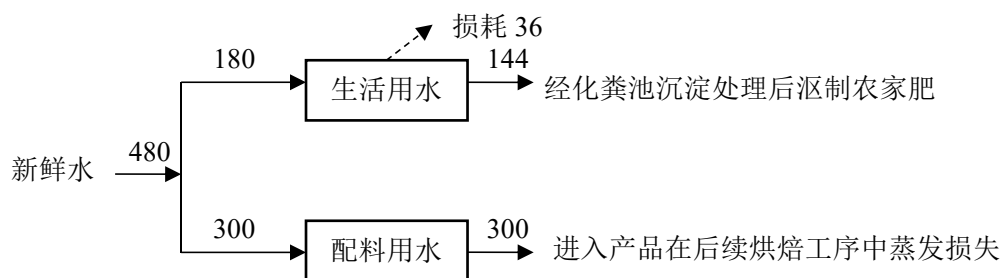 损耗 36
180
生活用水
144
经化粪池沉淀处理后沤制农家肥
新鲜水
480
300
配料用水
300
进入产品在后续烘焙工序中蒸发损失